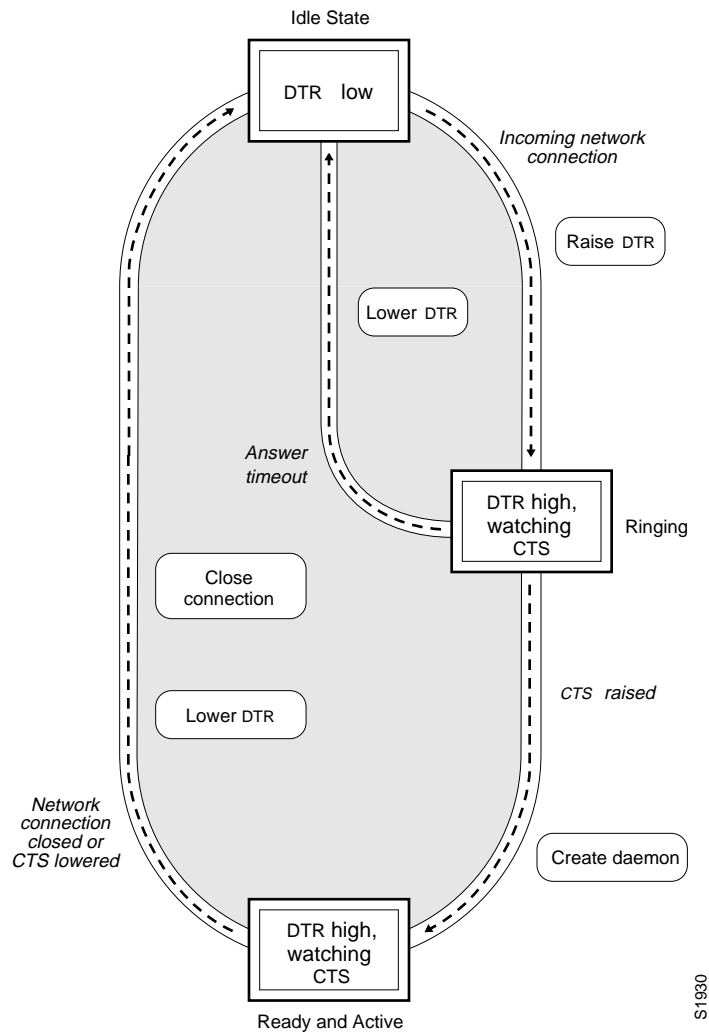 Idle State
DTR low
Incoming network
connection
Raise DTR
Lower DTR
Answer
timeout
DTR high,
watching
CTS
Ringing
Close
connection
CTS raised
Lower DTR
Network
connection
closed or
CTS lowered
Create daemon
DTR high,
watching
CTS
Ready and Active
S1930